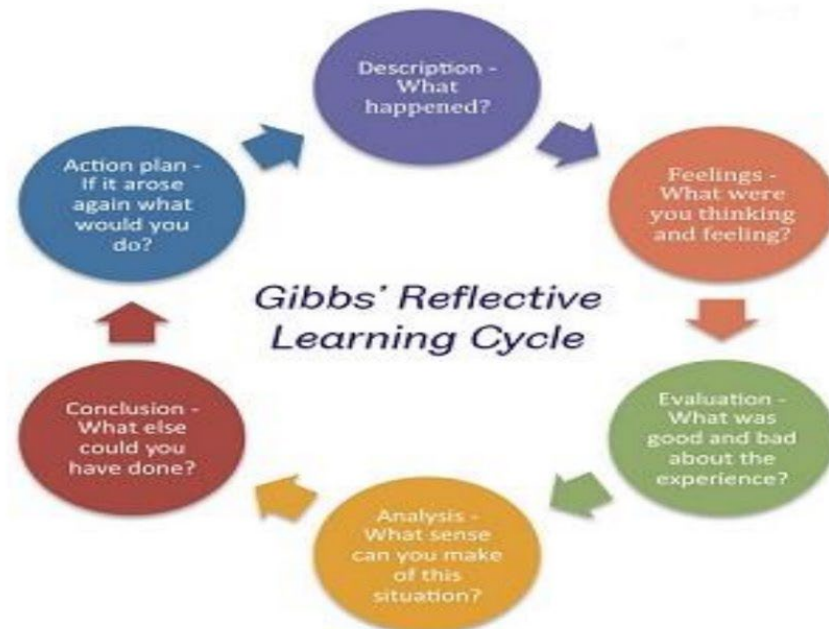 Description -
What
happened?
Feelings -
What were
you thinking
and feeling?
Evaluation -
What was
good and bad
about the
experience?
Analysis -
What sense
can you make
of this
situation?
Conclusion -
What else
could you
have done?
Action plan -
If it arose
again what
would you
do?
Gibbs' Reflective
Learning Cycle